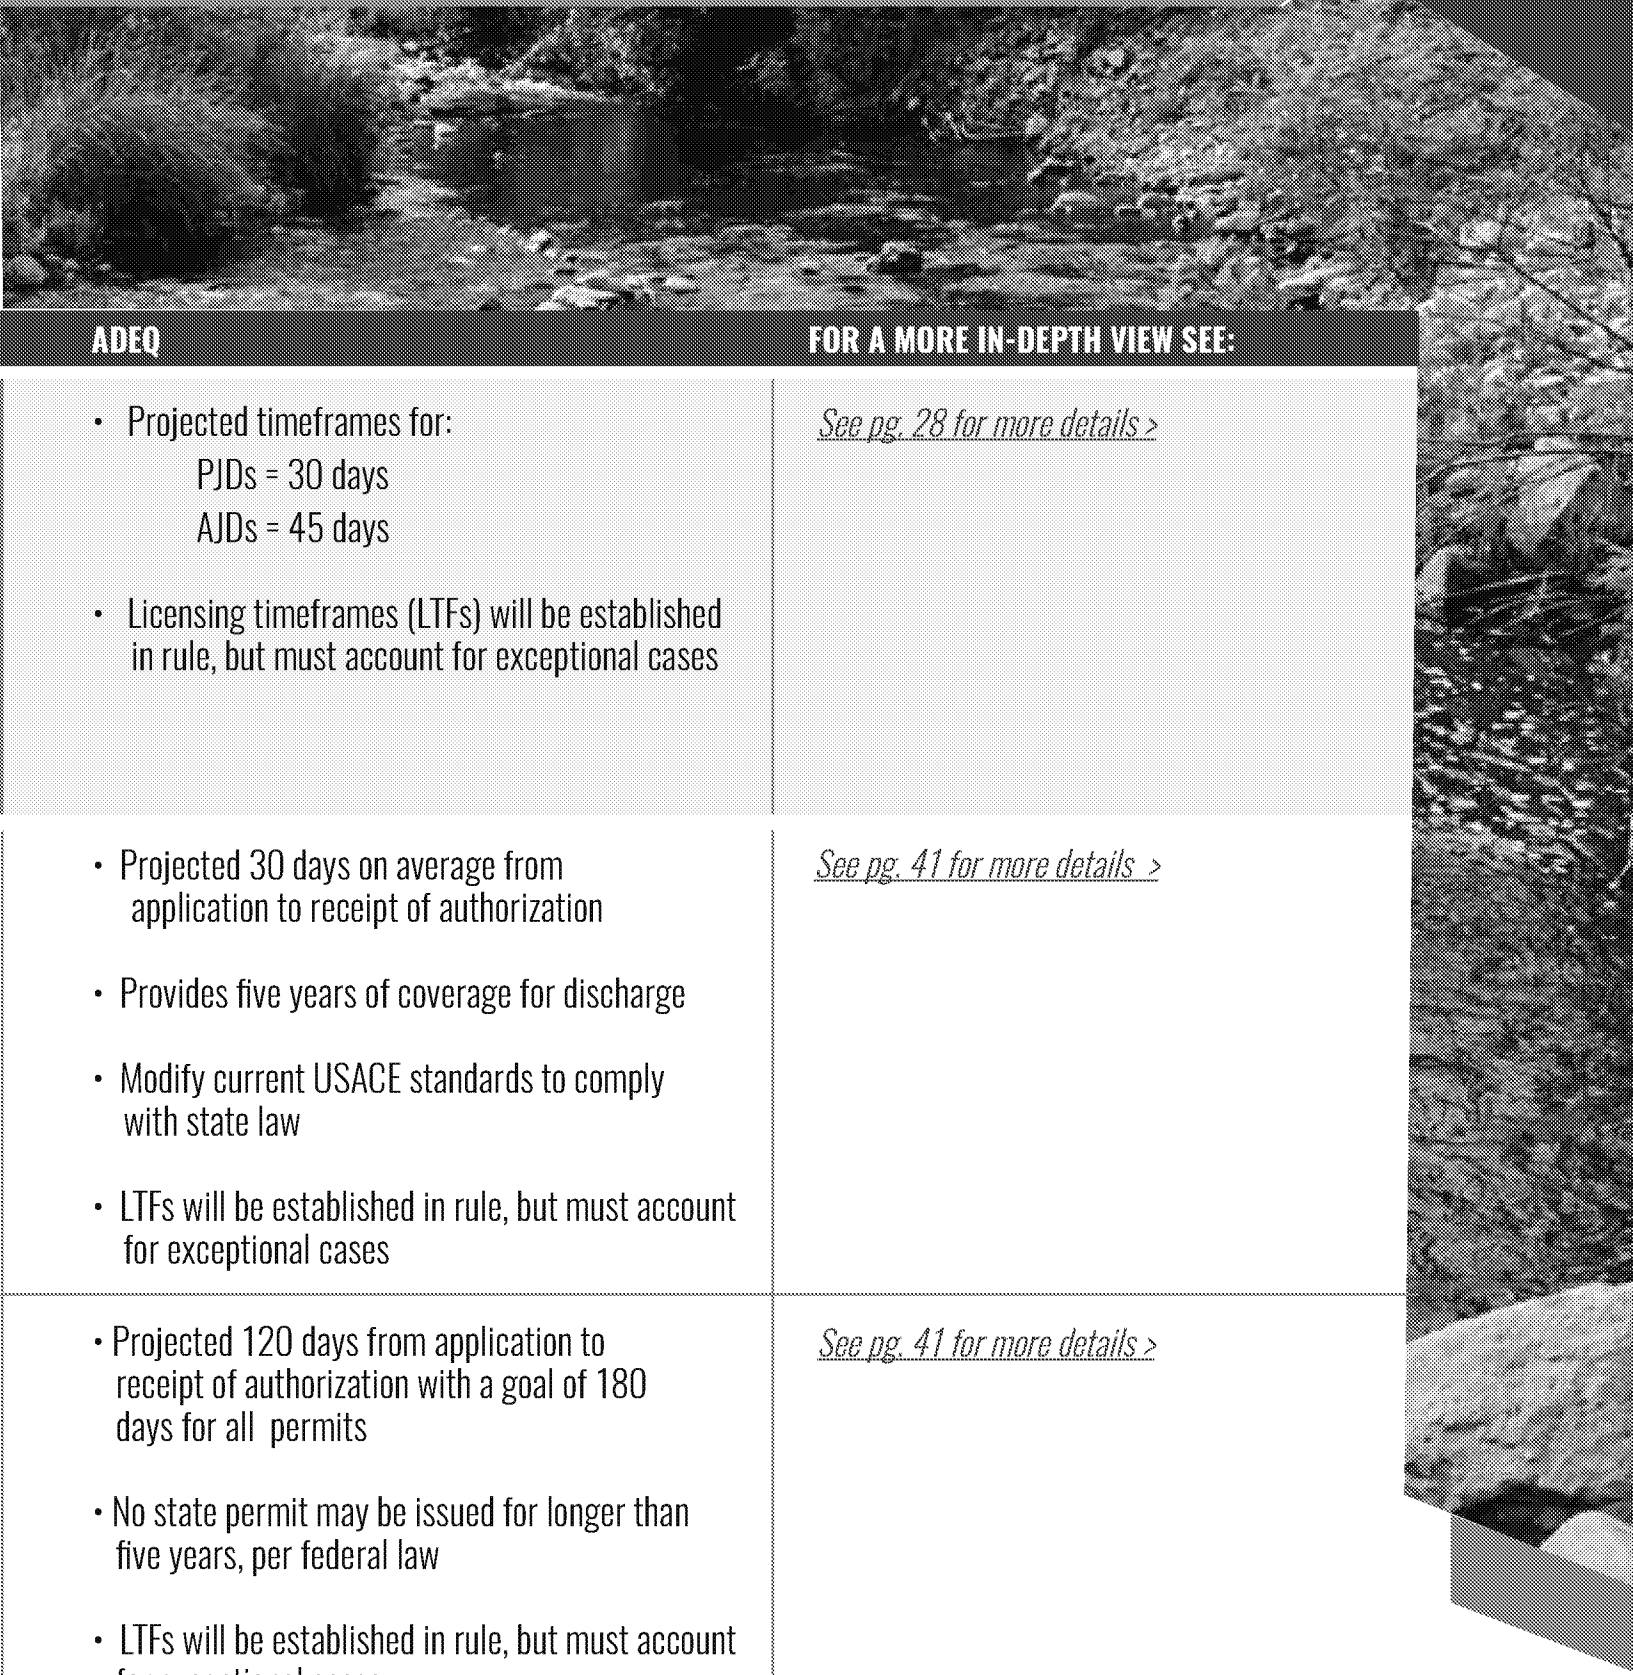 ADEQ
FOR A MORE IN-DEPTH VIEW SEE:
• Projected timeframes for:
PJDs = 30 days
AJDs = 45 days
• Licensing timeframes (LTFs) will be established
in rule, but must account for exceptional cases
See pg. 28 for more details >
• Projected 30 days on average from
application to receipt of authorization
• Provides five years of coverage for discharge
• Modify current USACE standards to comply
with state law
• LTFs will be established in rule, but must account
for exceptional cases
See pg. 41 for more details >
• Projected 120 days from application to
receipt of authorization with a goal of 180
days for all permits
• No state permit may be issued for longer than
five years, per federal law
• LTFs will be established in rule, but must account
See pg. 41 for more details >